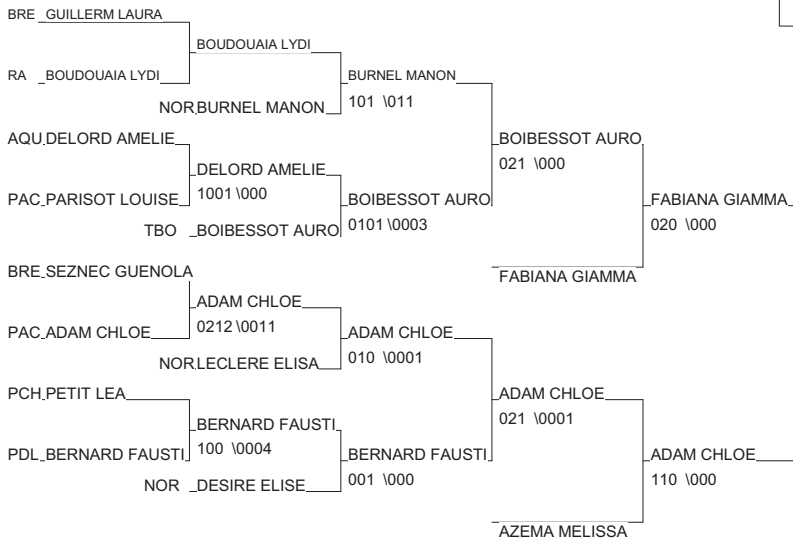 BRE GUILLERM LAURA
BOUDOUAIA LYDI
RA BOUDOUAIA LYDI
BURNEL MANON
101 \011
NOR BURNEL MANON
AQU DELORD AMELIE
BOIBESSOT AURO
021 \000
DELORD AMELIE
1001 \000
PAC PARISOT LOUISE
BOIBESSOT AURO
0101 \0003
FABIANA GIAMMA
020 \000
TBO BOIBESSOT AURO
BRE SEZNEC GUENOLA
FABIANA GIAMMA
ADAM CHLOE
0212 \0011
PAC ADAM CHLOE
ADAM CHLOE
010 \0001
NOR LECLERE ELISA
PCH PETIT LEA
ADAM CHLOE
021 \0001
BERNARD FAUSTI
100 \0004
PDL BERNARD FAUSTI
BERNARD FAUSTI
001 \000
ADAM CHLOE
110 \000
NOR DESIRE ELISE
AZEMA MELISSA